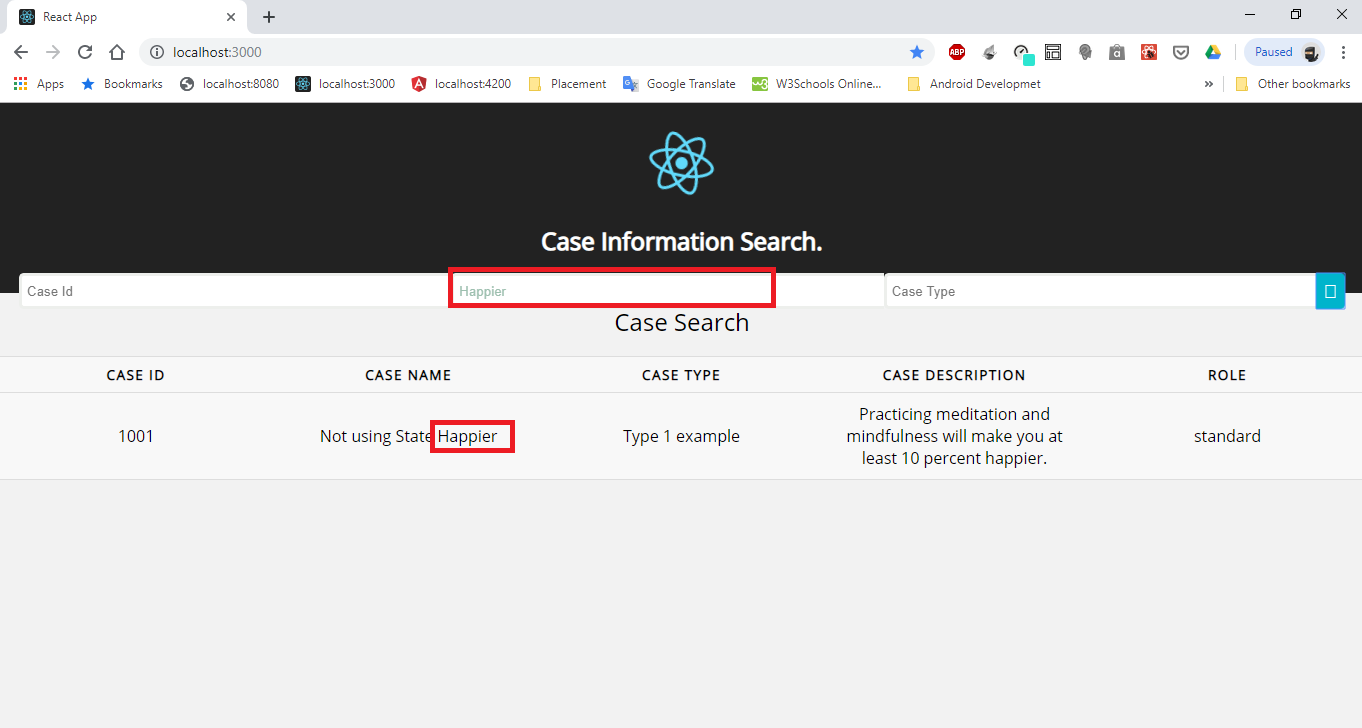 React App
localhost:3000
ABP
a
Paused
Apps
Bookmarks
localhost:8080
localhost:3000
localhost:4200
Placement
Google Translate
W3Schools Online...
Android Developmet
Other bookmarks
Case Information Search.
Case Id
Happier
Case Type
Case Search
CASE ID CASE NAME CASE TYPE CASE DESCRIPTION ROLE
1001
Not using State Happier
Type 1 example
Practicing meditation and
mindfulness will make you at
least 10 percent happier.
standard